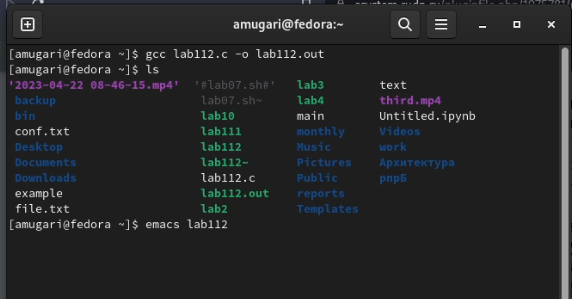 amugari@fedora:~
[amugari@fedora ~]$ gcc lab112.c -o lab112.out
[amugari@fedora ~]$ ls
'2023-04-22 08-46-15.mp4' '#lab07.sh#' lab3 text
backup lab07.sh~ lab4 third.mp4
bin lab10 main Untitled.ipynb
conf.txt lab111 monthly Videos
Desktop lab112 Music work
Documents lab112~ Pictures Архитектура
Downloads lab112.c Public рпрБ
example lab112.out reports
file.txt lab2 Templates
[amugari@fedora ~]$ emacs lab112